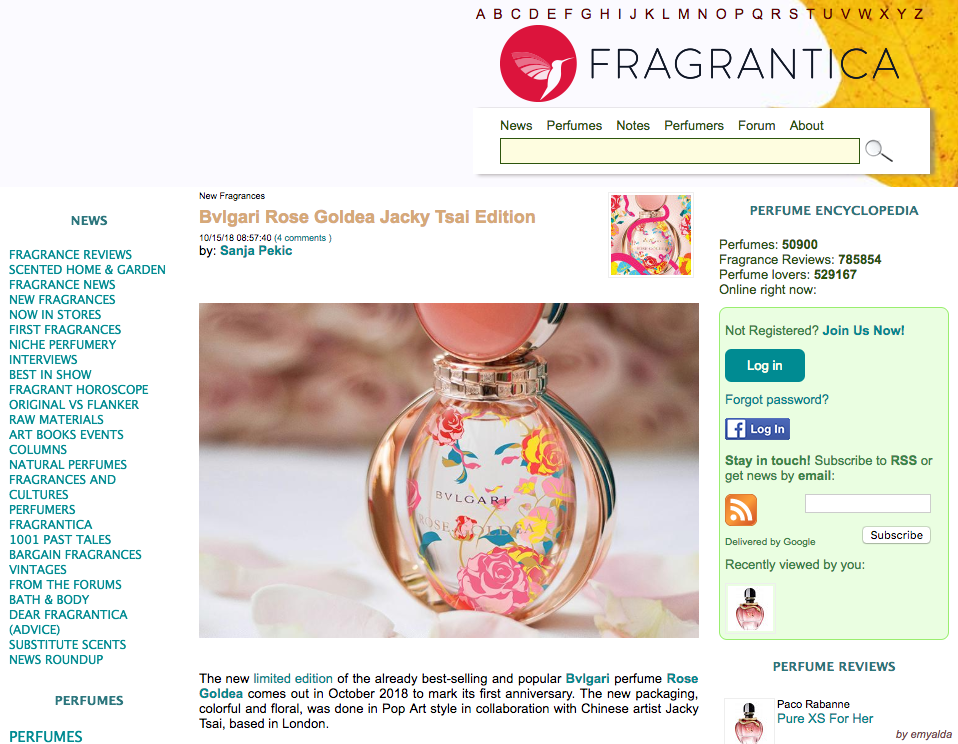 A B C D E F G H I J K L M N O P Q R S T U V W X Y Z
FRAGRANTICA
News Perfumes Notes Perfumers Forum About
NEWS
FRAGRANCE REVIEWS
SCENTED HOME & GARDEN
FRAGRANCE NEWS
NEW FRAGRANCES
NOW IN STORES
FIRST FRAGRANCES
NICHE PERFUMERY
INTERVIEWS
BEST IN SHOW
FRAGRANT HOROSCOPE
ORIGINAL VS FLANKER
RAW MATERIALS
ART BOOKS EVENTS
COLUMNS
NATURAL PERFUMES
FRAGRANCES AND
CULTURES
PERFUMERS
FRAGRANTICA
1001 PAST TALES
BARGAIN FRAGRANCES
VINTAGES
FROM THE FORUMS
BATH & BODY
DEAR FRAGRANTICA
(ADVICE)
SUBSTITUTE SCENTS
NEWS ROUNDUP
PERFUMES
PERFUMES
New Fragrances
Bvlgari Rose Goldea Jacky Tsai Edition
10/15/18 08:57:40 (4 comments )
by: Sanja Pekic
BVLGARI
ROSE GOLDEA
The new limited edition of the already best-selling and popular Bvlgari perfume Rose
Goldea comes out in October 2018 to mark its first anniversary. The new packaging,
colorful and floral, was done in Pop Art style in collaboration with Chinese artist Jacky
Tsai, based in London.
PERFUME ENCYCLOPEDIA
Perfumes: 50900
Fragrance Reviews: 785854
Perfume lovers: 529167
Online right now:
Not Registered? Join Us Now!
Log in
Forgot password?
f Log In
Stay in touch! Subscribe to RSS or
get news by email:
Subscribe
Delivered by Google
Recently viewed by you:
PERFUME REVIEWS
Paco Rabanne
Pure XS For Her
by emyalda